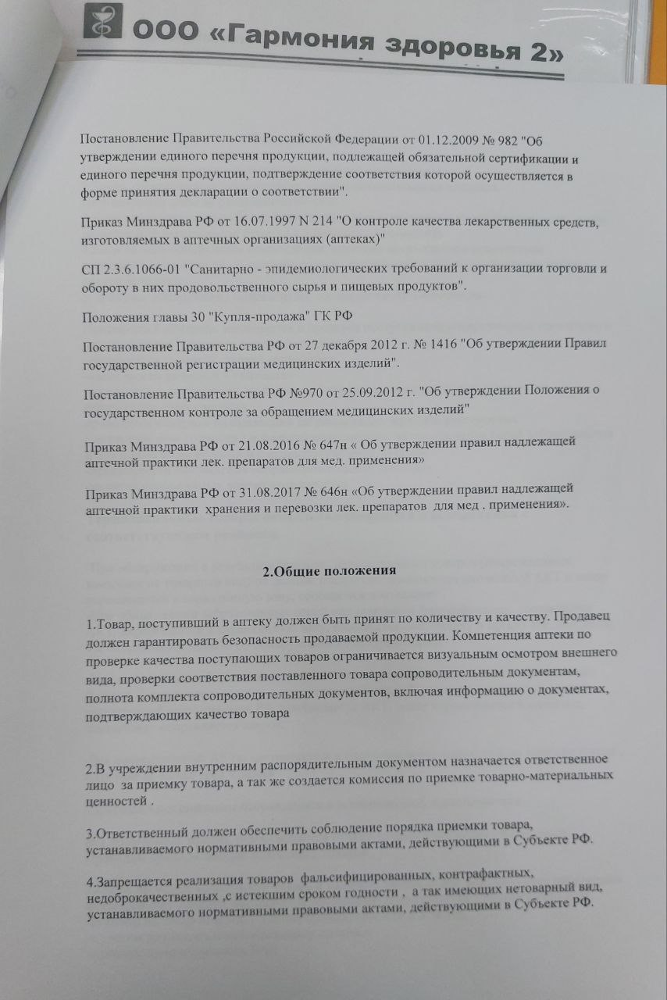 ООО «Гармония здоровья 2»
Постановление Правительства Российской Федерации от 01.12.2009 № 982 "Об
утверждении единого перечня продукции, подлежащей обязательной сертификации и
единого перечня продукции, подтверждение соответствия которой осуществляется в
форме принятия декларации о соответствии".
Приказ Минздрава РФ от 16.07.1997 N 214 "О контроле качества лекарственных средств,
изготовляемых в аптечных организациях (аптеках)"
СП 2.3.6.1066-01 "Санитарно - эпидемиологических требований к организации торговли и
обороту в них продовольственного сырья и пищевых продуктов".
Положения главы 30 "Купля-продажа" ГК РФ
Постановление Правительства РФ от 27 декабря 2012 г. № 1416 "Об утверждении Правил
государственной регистрации медицинских изделий".
Постановление Правительства РФ №970 от 25.09.2012 г. "Об утверждении Положения о
государственном контроле за обращением медицинских изделий"
Приказ Минздрава РФ от 21.08.2016 № 647н « Об утверждении правил надлежащей
аптечной практики лек. препаратов для мед. применения»
Приказ Минздрава РФ от 31.08.2017 № 646н «Об утверждении правил надлежащей
аптечной практики хранения и перевозки лек. препаратов для мед . применения».
2.Общие положения
1.Товар, поступивший в аптеку должен быть принят по количеству и качеству. Продавец
должен гарантировать безопасность продаваемой продукции. Компетенция аптеки по
проверке качества поступающих товаров ограничивается визуальным осмотром внешнего
вида, проверки соответствия поставленного товара сопроводительным документам,
полнота комплекта сопроводительных документов, включая информацию о документах,
подтверждающих качество товара
2.В учреждении внутренним распорядительным документом назначается ответственное
лицо за приемку товара, а так же создается комиссия по приемке товарно-материальных
ценностей .
3.Ответственный должен обеспечить соблюдение порядка приемки товара,
устанавливаемого нормативными правовыми актами, действующими в Субъекте РФ.
4.Запрещается реализация товаров фальсифицированных, контрафактных,
недоброкачественных ,с истекшим сроком годности , а так имеющих нетоварный вид,
устанавливаемого нормативными правовыми актами, действующими в Субъекте РФ.